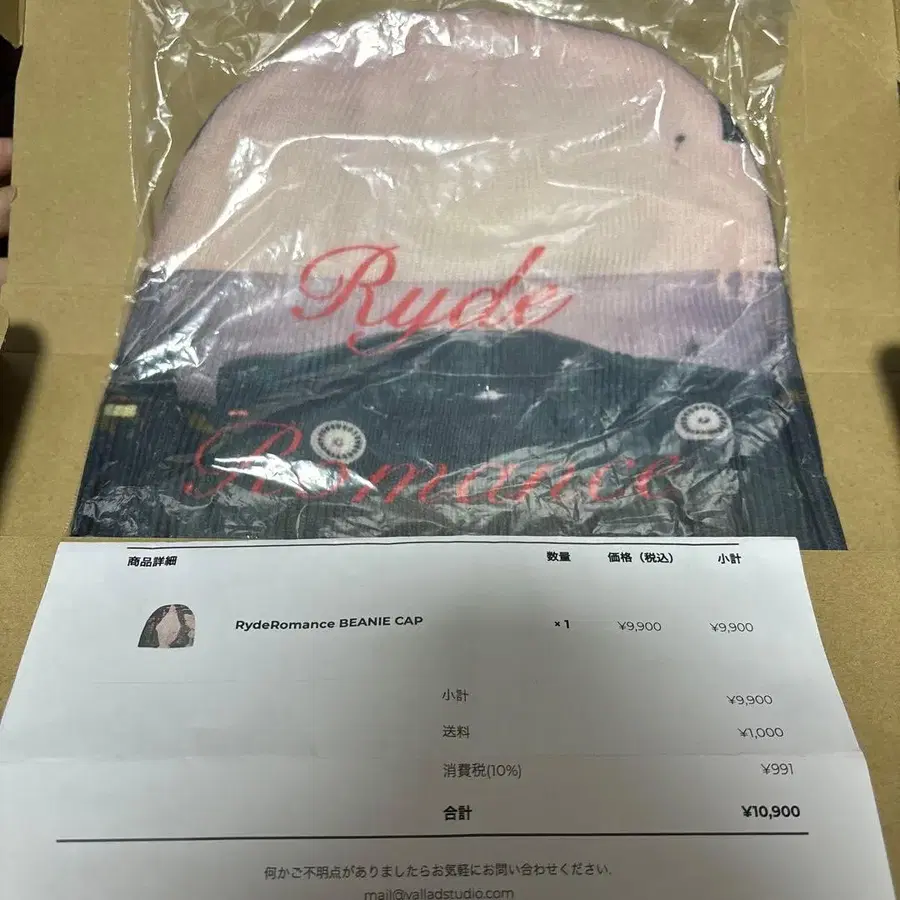 Ryde
Romance
商品詳細 数量 価格（税込） 小計
RydeRomance BEANIE CAP × 1 ¥9,900 ¥9,900
小計 ¥9,900
送料 ¥1,000
消費税(10%) ¥991
合計 ¥10,900
何かご不明点がありましたらお気軽にお問い合わせください.
mail@valladstudio.com